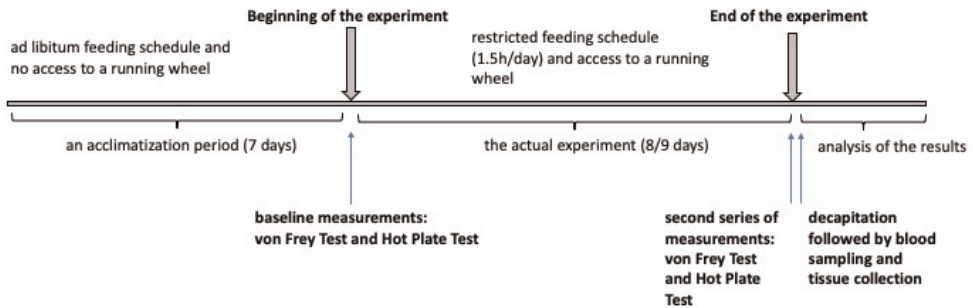 Beginning of the experiment
End of the experiment
ad libitum feeding schedule and
no access to a running wheel
restricted feeding schedule
(1.5h/day) and access to a running
wheel
an acclimatization period (7 days)
the actual experiment (8/9 days)
analysis of the results
baseline measurements:
von Frey Test and Hot Plate Test
second series of
measurements:
von Frey Test
and Hot Plate
Test
decapitation
followed by blood
sampling and
tissue collection